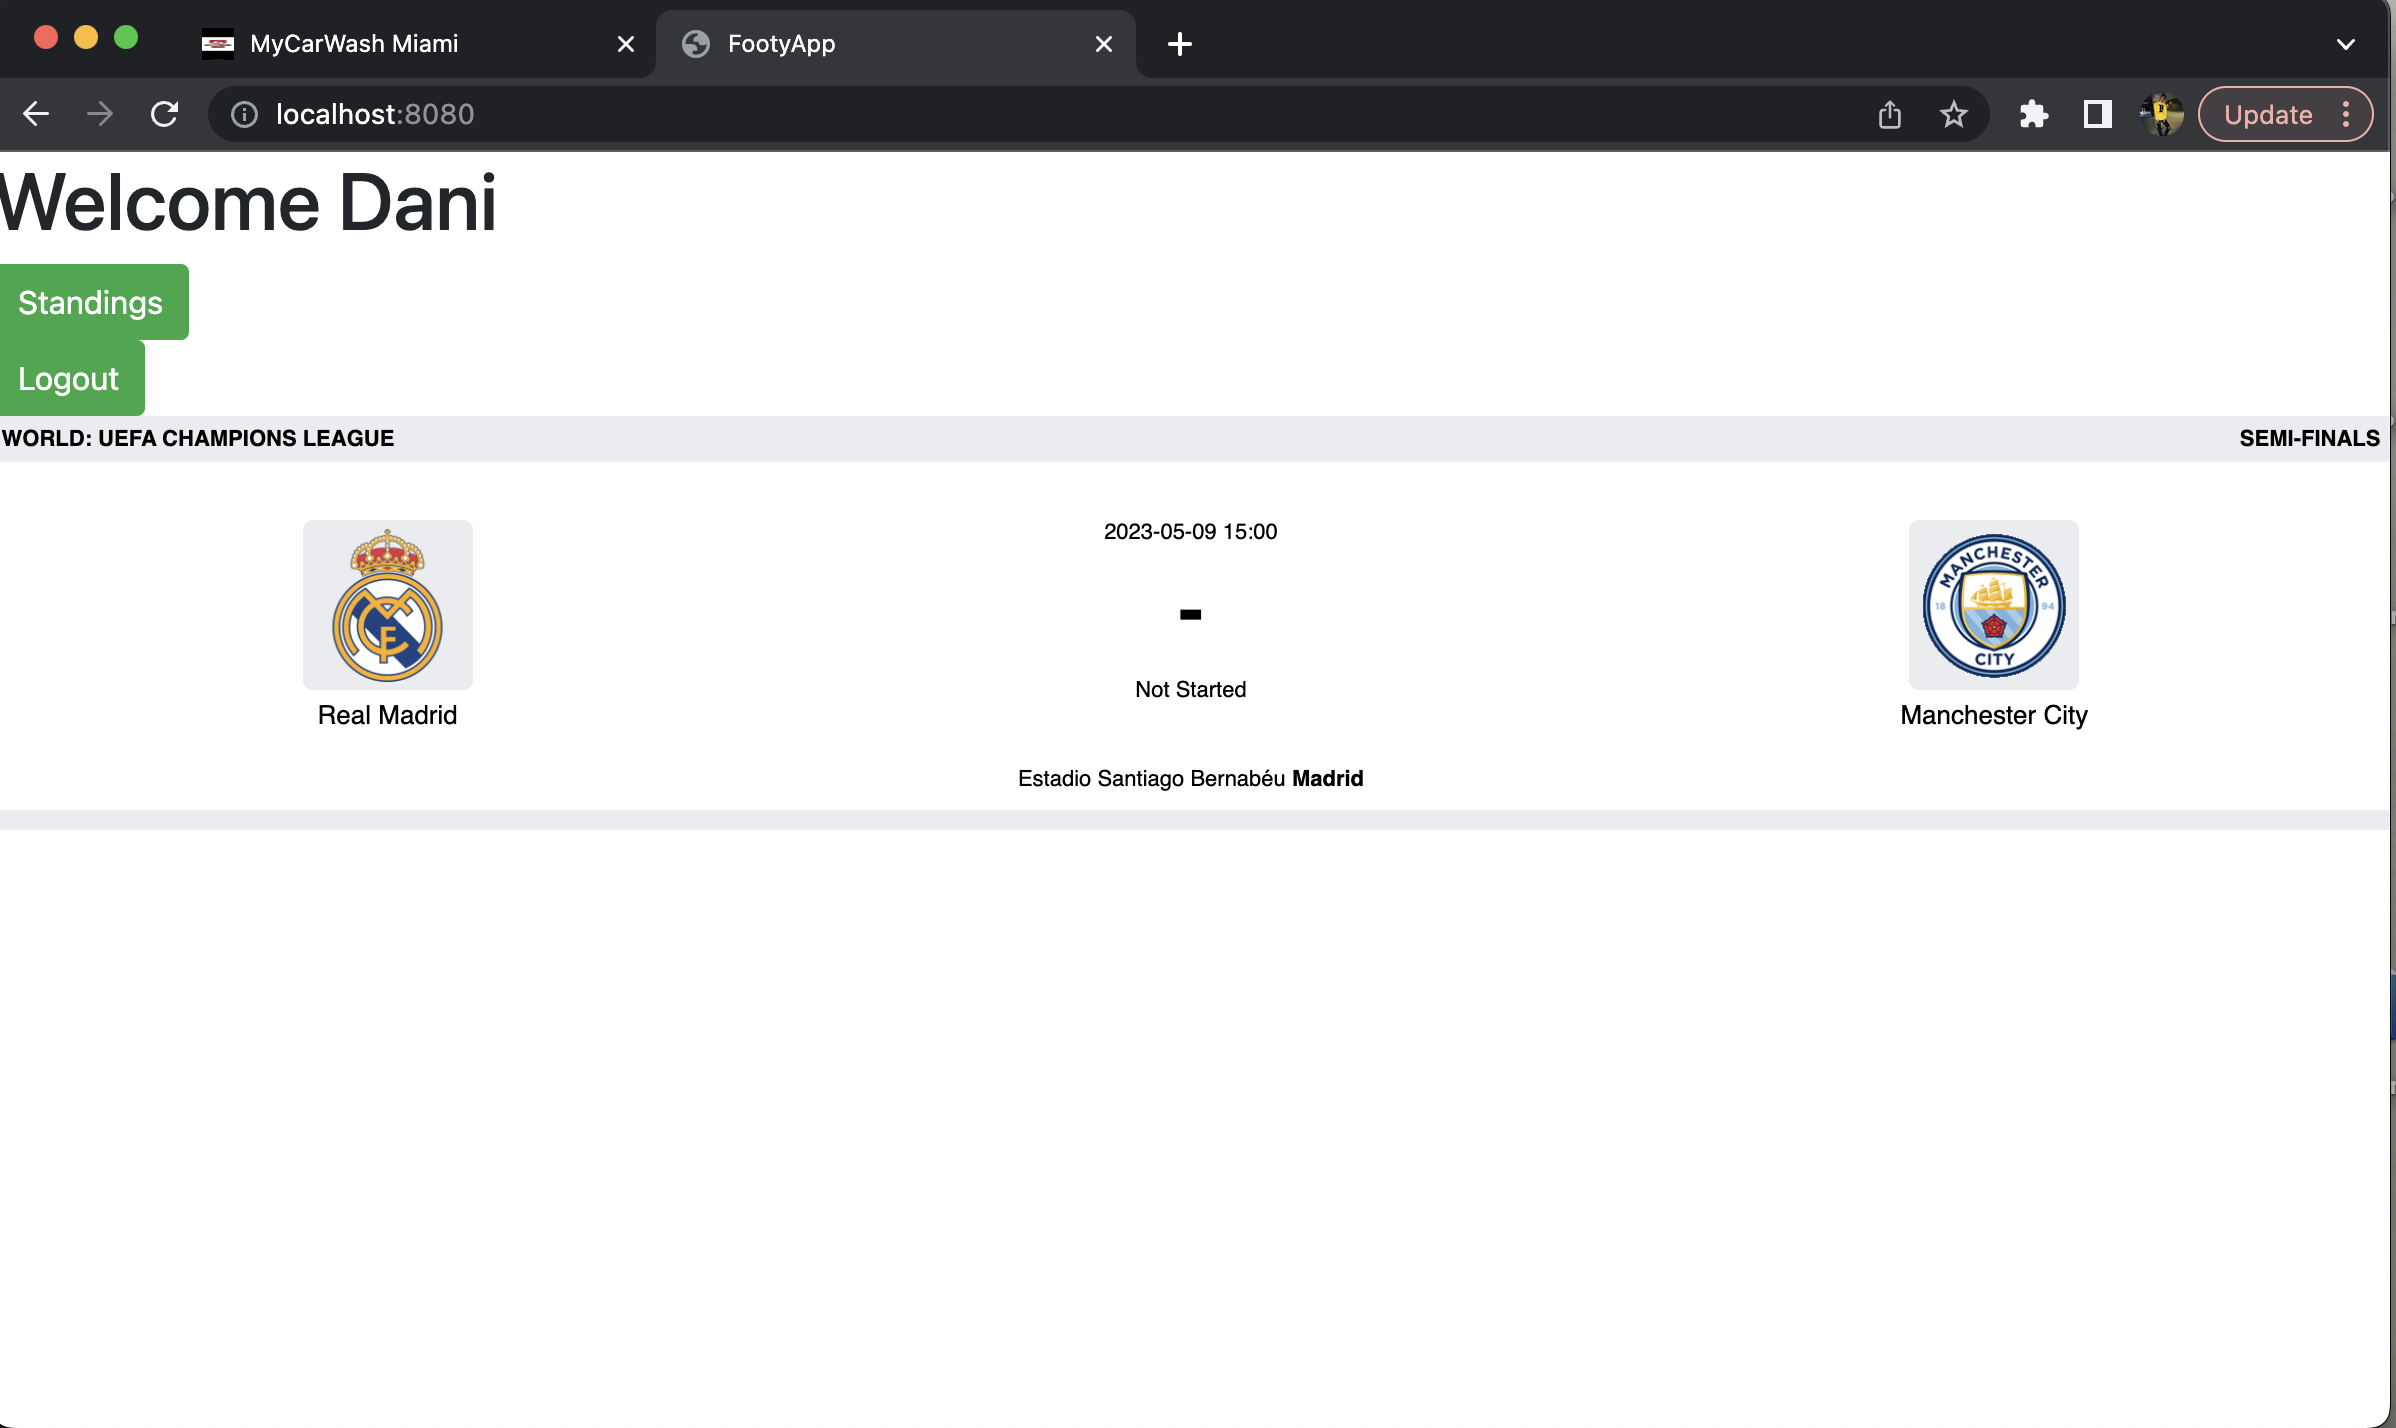 MyCarWash Miami
FootyApp
localhost:8080
Update
Welcome Dani
Standings
Logout
WORLD: UEFA CHAMPIONS LEAGUE SEMI-FINALS
2023-05-09 15:00
MANCHESTER
18 94
CITY
-
Not Started
Real Madrid Manchester City
Estadio Santiago Bernabéu Madrid